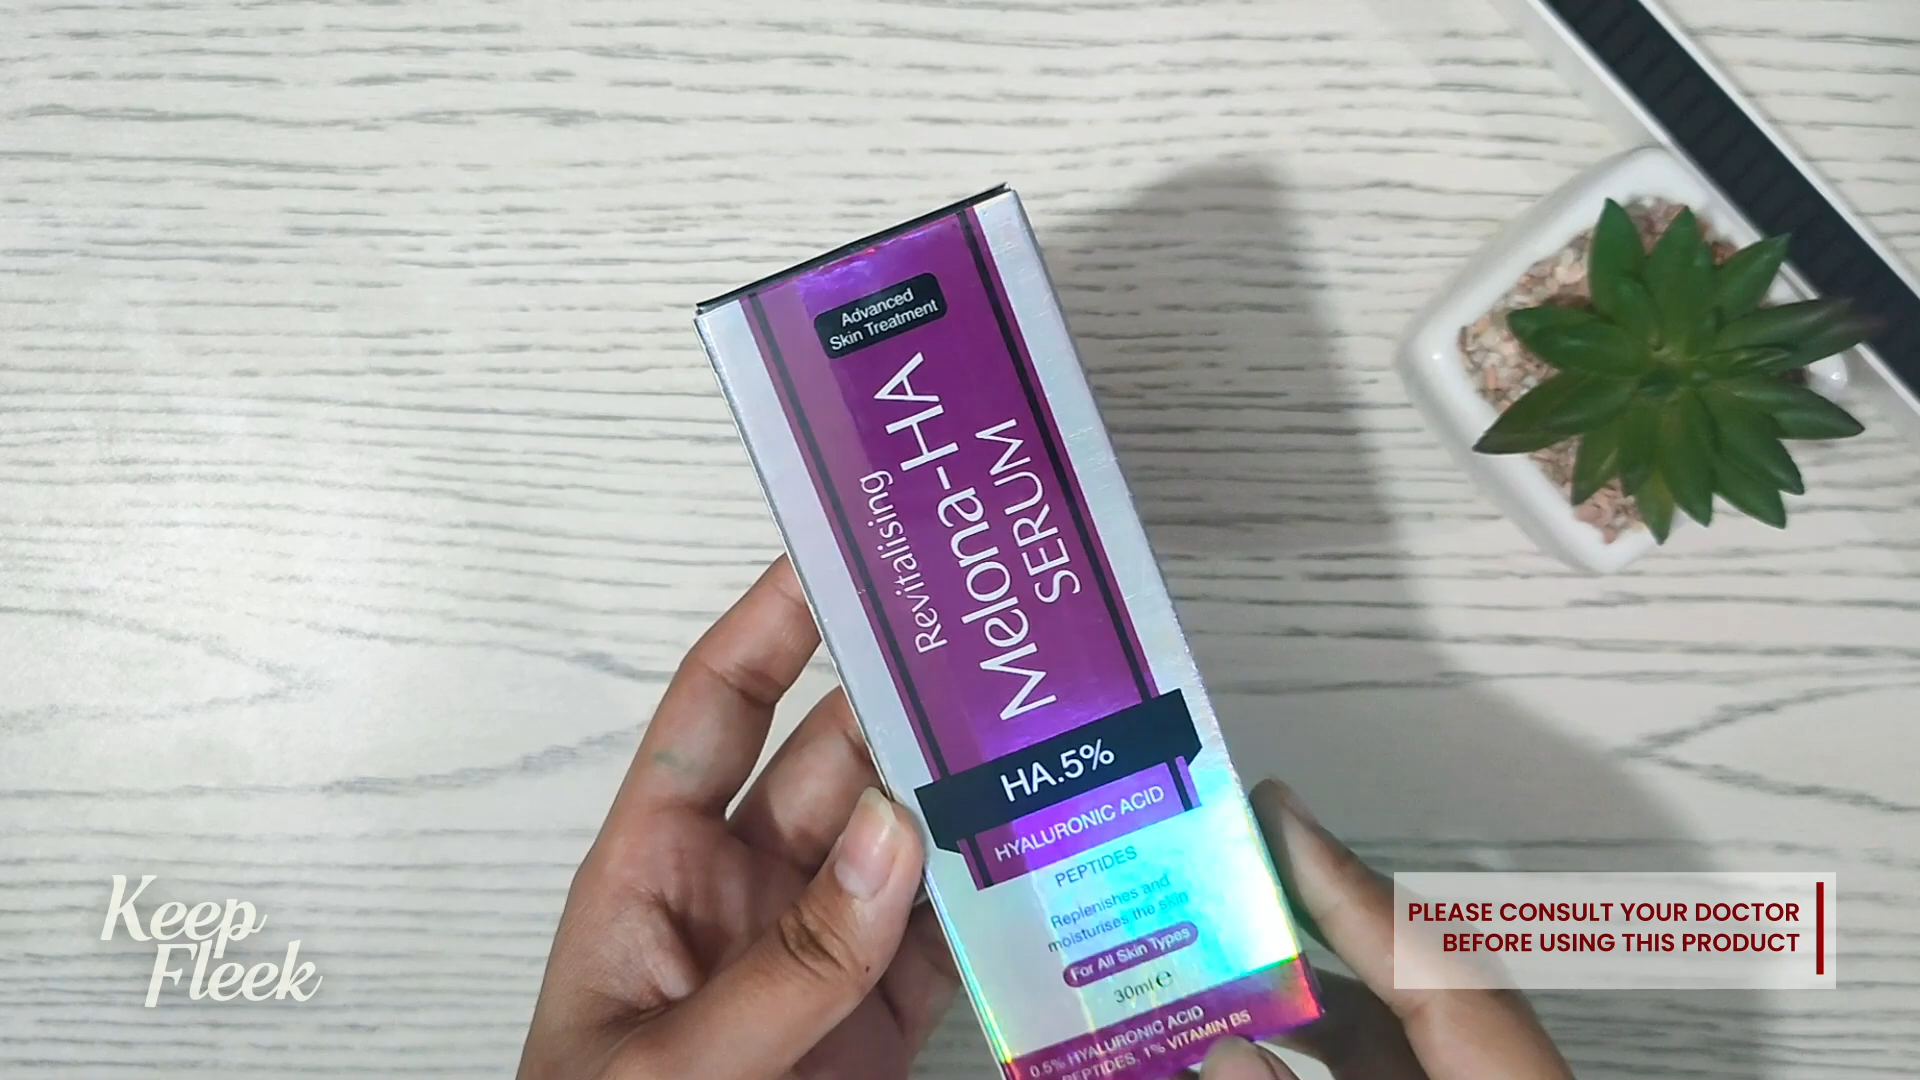 Advanced
Skin Treatment
Revitalising
Melona-HA
SERUM
HA.5%
HYALURONIC ACID
PEPTIDES
Replenishes and
moisturises the skin
For All Skin Types
30ml ℮
0.5% HYALURONIC ACID
PEPTIDES, 1% VITAMIN B5
Keep
Fleek
PLEASE CONSULT YOUR DOCTOR
BEFORE USING THIS PRODUCT